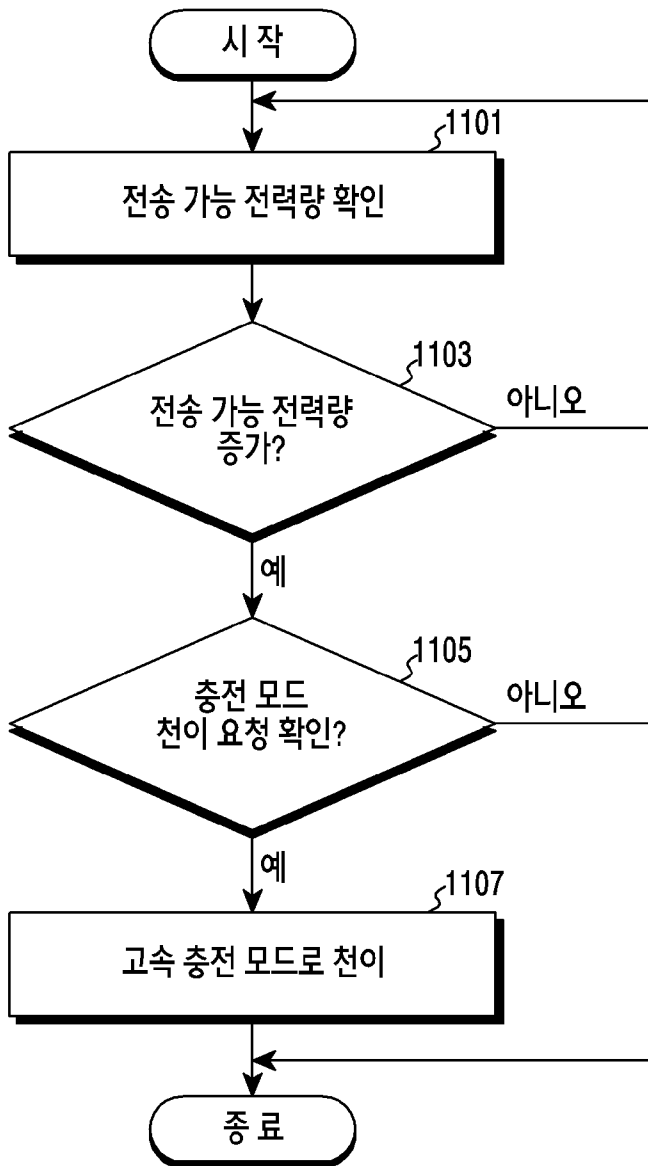 시 작
1101
전송 가능 전력량 확인
1103
전송 가능 전력량
증가?
아니오
예
1105
충전 모드
천이 요청 확인?
아니오
예
1107
고속 충전 모드로 천이
종 료